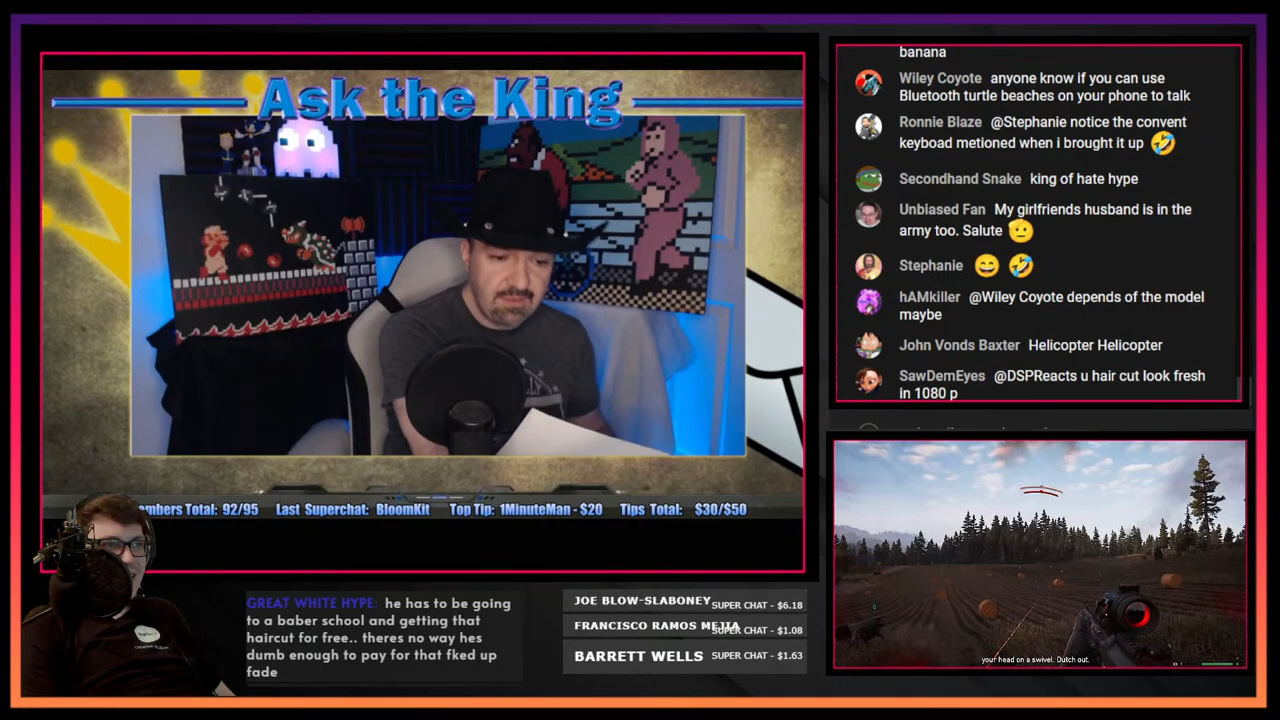 Ask the King
mbers Total: 92/95 Last Superchat: BloomKit Top Tip: 1MinuteMan - $20 Tips Total: $30/$50
banana
Wiley Coyote anyone know if you can use
Bluetooth turtle beaches on your phone to talk
Ronnie Blaze @Stephanie notice the convent
keyboad metioned when i brought it up 🤣
Secondhand Snake king of hate hype
Unbiased Fan My girlfriends husband is in the
army too. Salute 🫡
Stephanie 😄 🤣
hAMkiller @Wiley Coyote depends of the model
maybe
John Vonds Baxter Helicopter Helicopter
SawDemEyes @DSPReacts u hair cut look fresh
in 1080 p
GREAT WHITE HYPE: he has to be going
to a baber school and getting that
haircut for free.. theres no way hes
dumb enough to pay for that fked up
fade
JOE BLOW-SLABONEY SUPER CHAT - $6.18
FRANCISCO RAMOS MEJIA SUPER CHAT - $1.08
BARRETT WELLS SUPER CHAT - $1.63
your head on a swivel. Dutch out.